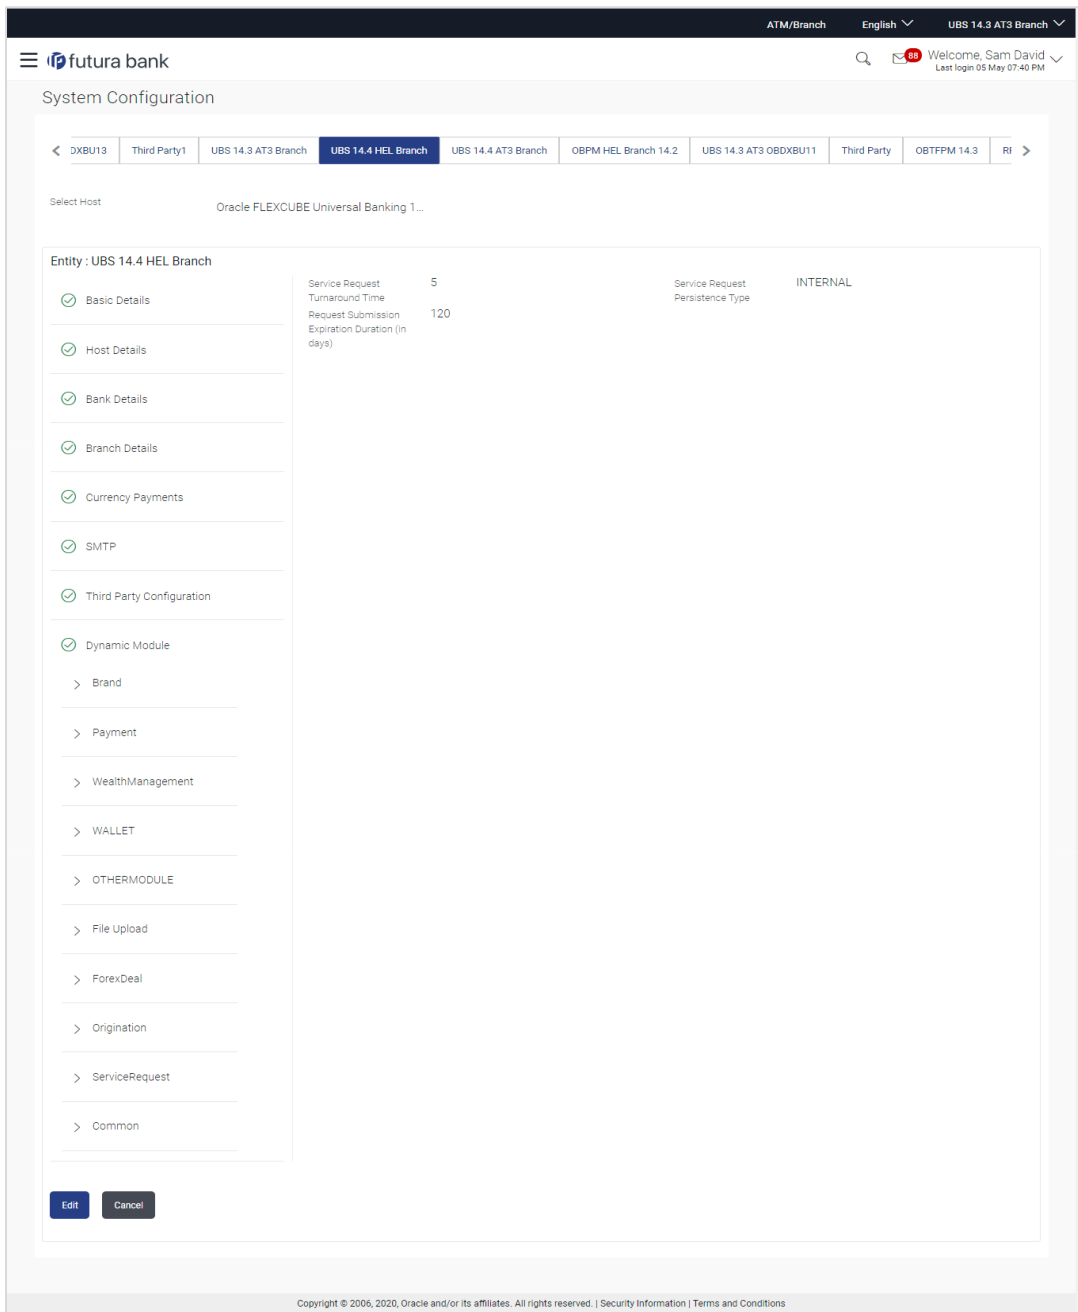 ATM/Branch English UBS 14.3 AT3 Branch
futura bank 88 Welcome, Sam David
Last login 05 May 07:40 PM
System Configuration
DXBU13 Third Party1 UBS 14.3 AT3 Branch UBS 14.4 HEL Branch UBS 14.4 AT3 Branch OBPM HEL Branch 14.2 UBS 14.3 AT3 OBDXBU11 Third Party OBTFPM 14.3
Select Host Oracle FLEXCUBE Universal Banking 1...
Entity : UBS 14.4 HEL Branch
Service Request Turnaround Time 5
Service Request Persistence Type INTERNAL
Request Submission Expiration Duration (in days) 120
Basic Details
Host Details
Bank Details
Branch Details
Currency Payments
SMTP
Third Party Configuration
Dynamic Module
Brand
Payment
WealthManagement
WALLET
OTHERMODULE
File Upload
ForexDeal
Origination
ServiceRequest
Common
Edit Cancel
Copyright © 2006, 2020, Oracle and/or its affiliates. All rights reserved. | Security Information | Terms and Conditions